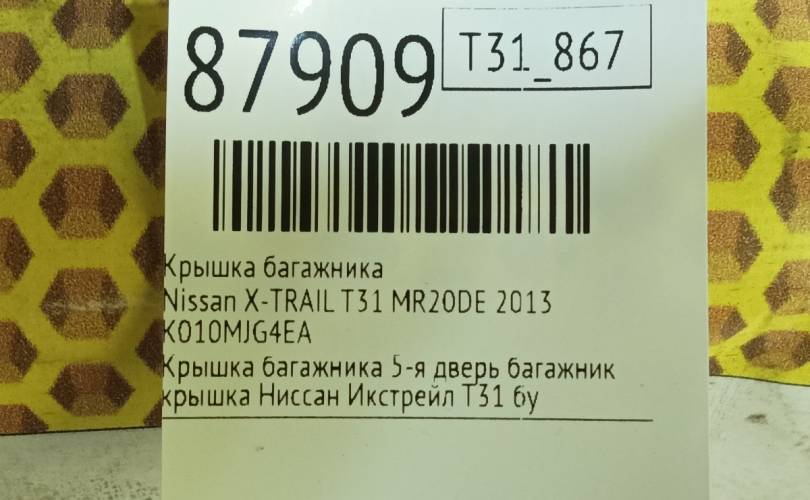 87909
T31_867
Крышка багажника
Nissan X-TRAIL T31 MR20DE 2013
K010MJG4EA
Крышка багажника 5-я дверь багажник
крышка Ниссан Икстрейл Т31 бу